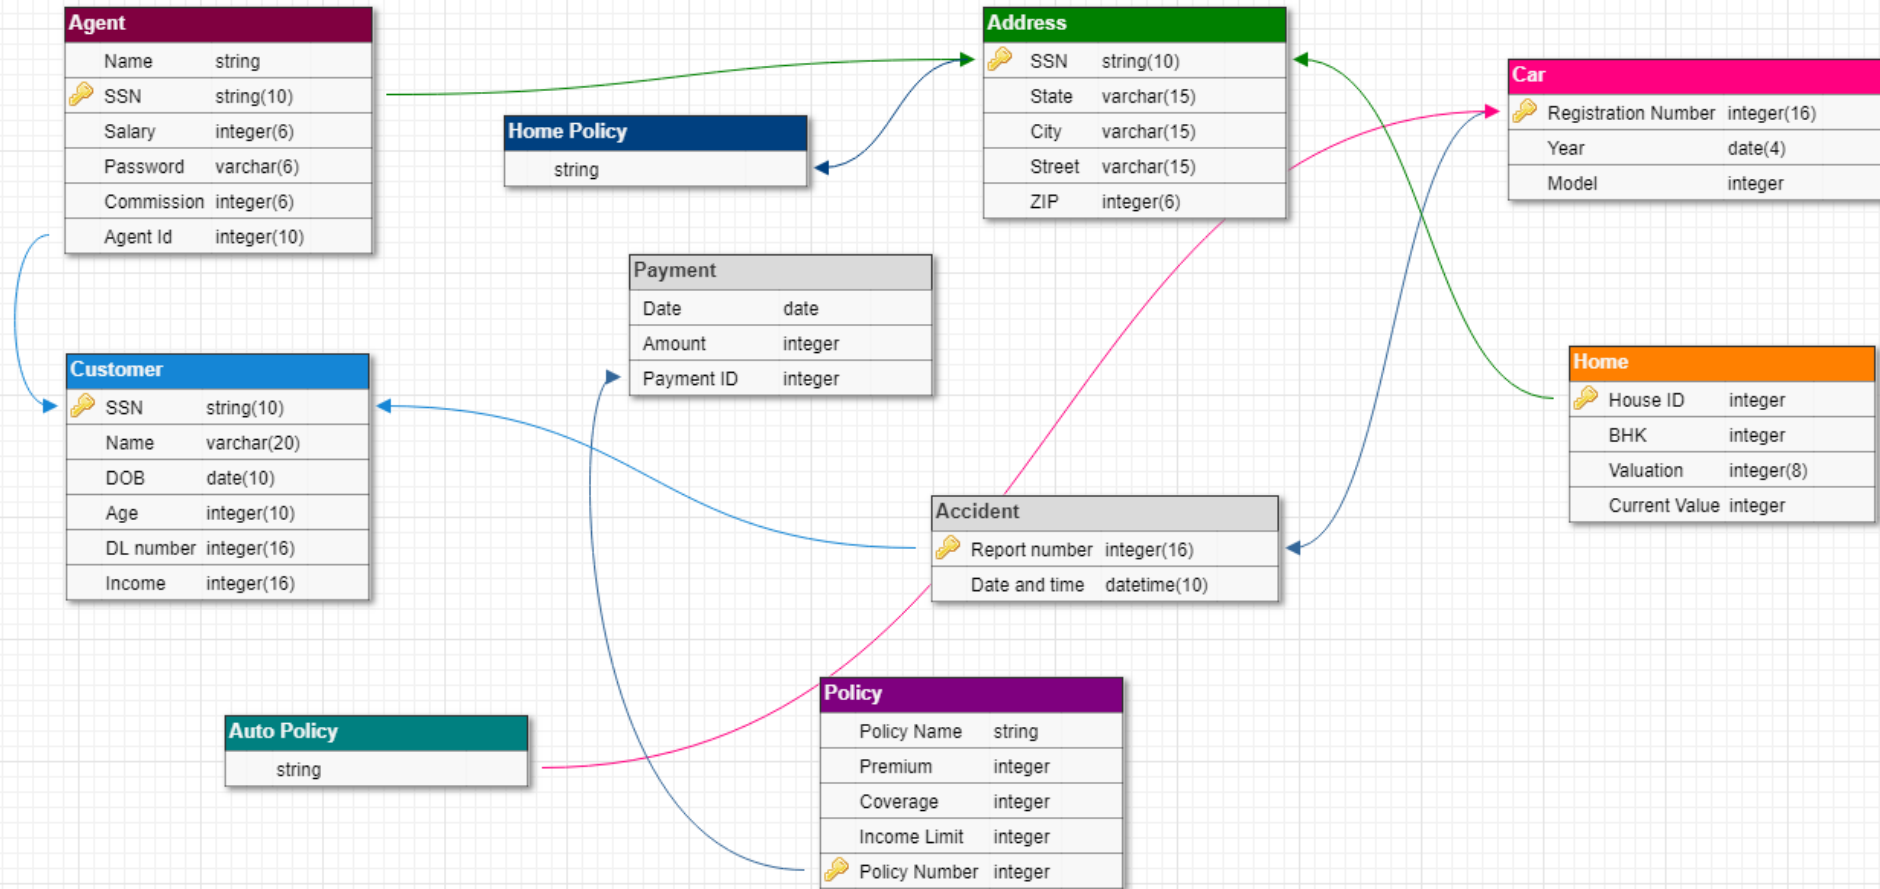 Agent
Name string
SSN string(10)
Salary integer(6)
Password varchar(6)
Commission integer(6)
Agent Id integer(10)
Home Policy
string
Address
SSN string(10)
State varchar(15)
City varchar(15)
Street varchar(15)
ZIP integer(6)
Car
Registration Number integer(16)
Year date(4)
Model integer
Payment
Date date
Amount integer
Payment ID integer
Customer
SSN string(10)
Name varchar(20)
DOB date(10)
Age integer(10)
DL number integer(16)
Income integer(16)
Home
House ID integer
BHK integer
Valuation integer(8)
Current Value integer
Accident
Report number integer(16)
Date and time datetime(10)
Auto Policy
string
Policy
Policy Name string
Premium integer
Coverage integer
Income Limit integer
Policy Number integer